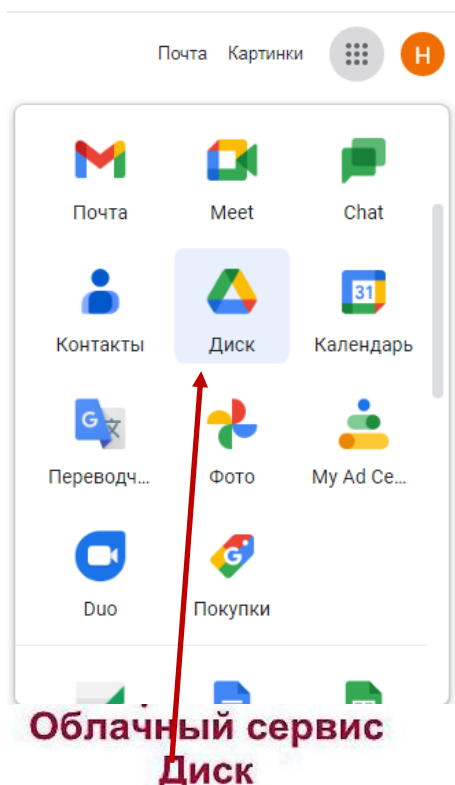 Почта Картинки
H
Почта Meet Chat
31
Контакты Диск Календарь
G 文
Переводч... Фото My Ad Ce...
G
Duo Покупки
Облачный сервис
Диск